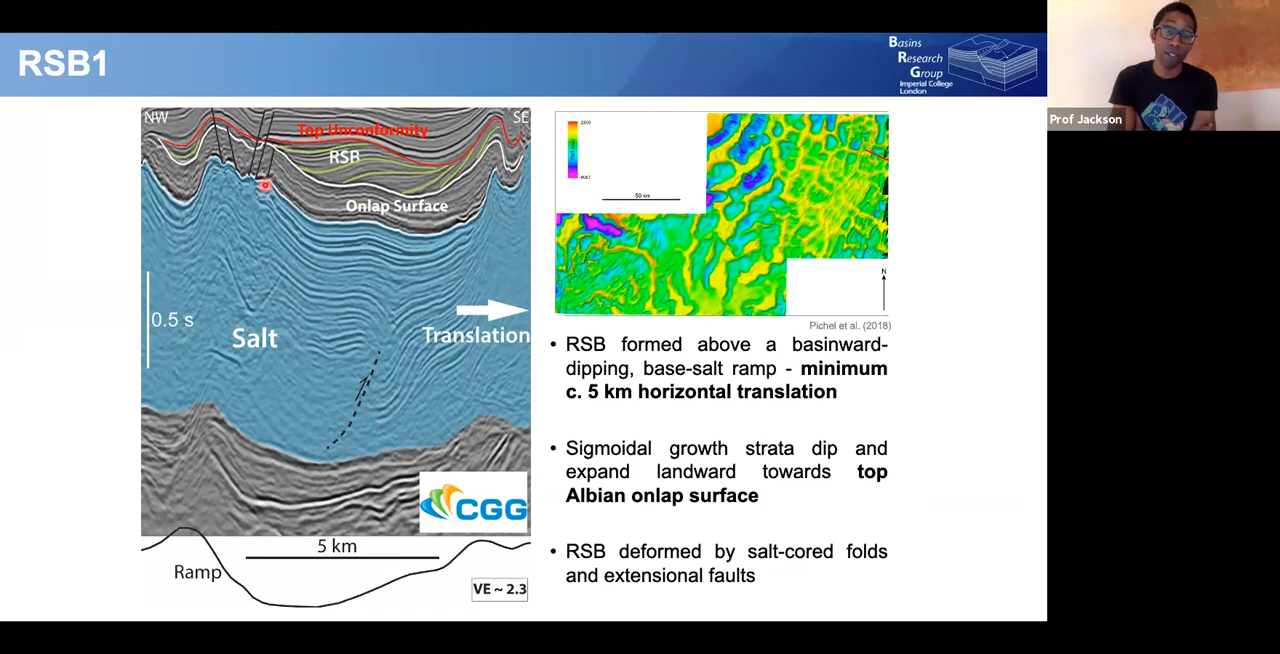 RSB1
Basins
Research
Group
Imperial College
London
Prof Jackson
NW
SE
Top Unconformity
RSR
Onlap Surface
0.5 s
Salt
Translation
CGG
5 km
Ramp
VE ~ 2.3
50 km
N
Pichel et al. (2018)
• RSB formed above a basinward-
dipping, base-salt ramp - minimum
c. 5 km horizontal translation
• Sigmoidal growth strata dip and
expand landward towards top
Albian onlap surface
• RSB deformed by salt-cored folds
and extensional faults